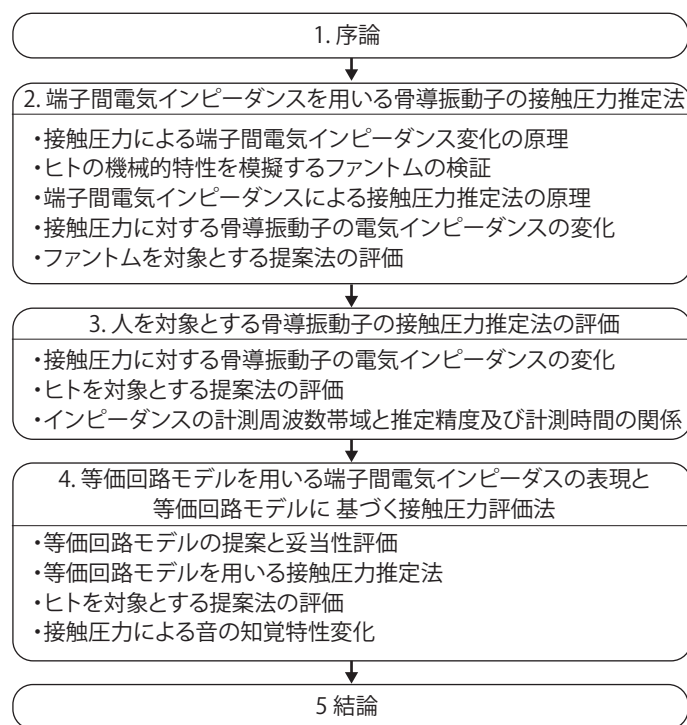 1. 序論
2. 端子間電気インピーダンスを用いる骨導振動子の接触圧力推定法
・接触圧力による端子間電気インピーダンス変化の原理
・ヒトの機械的特性を模擬するファントムの検証
・端子間電気インピーダンスによる接触圧力推定法の原理
・接触圧力に対する骨導振動子の電気インピーダンスの変化
・ファントムを対象とする提案法の評価
3. 人を対象とする骨導振動子の接触圧力推定法の評価
・接触圧力に対する骨導振動子の電気インピーダンスの変化
・ヒトを対象とする提案法の評価
・インピーダンスの計測周波数帯域と推定精度及び計測時間の関係
4. 等価回路モデルを用いる端子間電気インピーダスの表現と
等価回路モデルに 基づく接触圧力評価法
・等価回路モデルの提案と妥当性評価
・等価回路モデルを用いる接触圧力推定法
・ヒトを対象とする提案法の評価
・接触圧力による音の知覚特性変化
5 結論